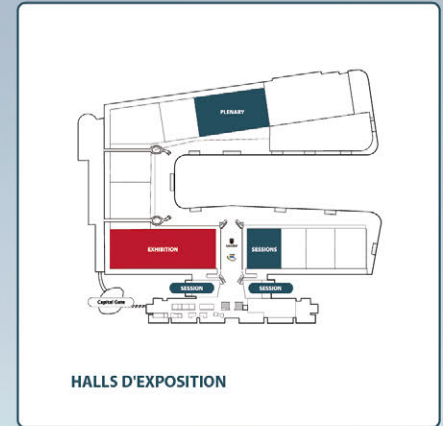 PLENARY
EXHIBITION
SESSIONS
SESSION
SESSION
Capital Gate
HALLS D'EXPOSITION